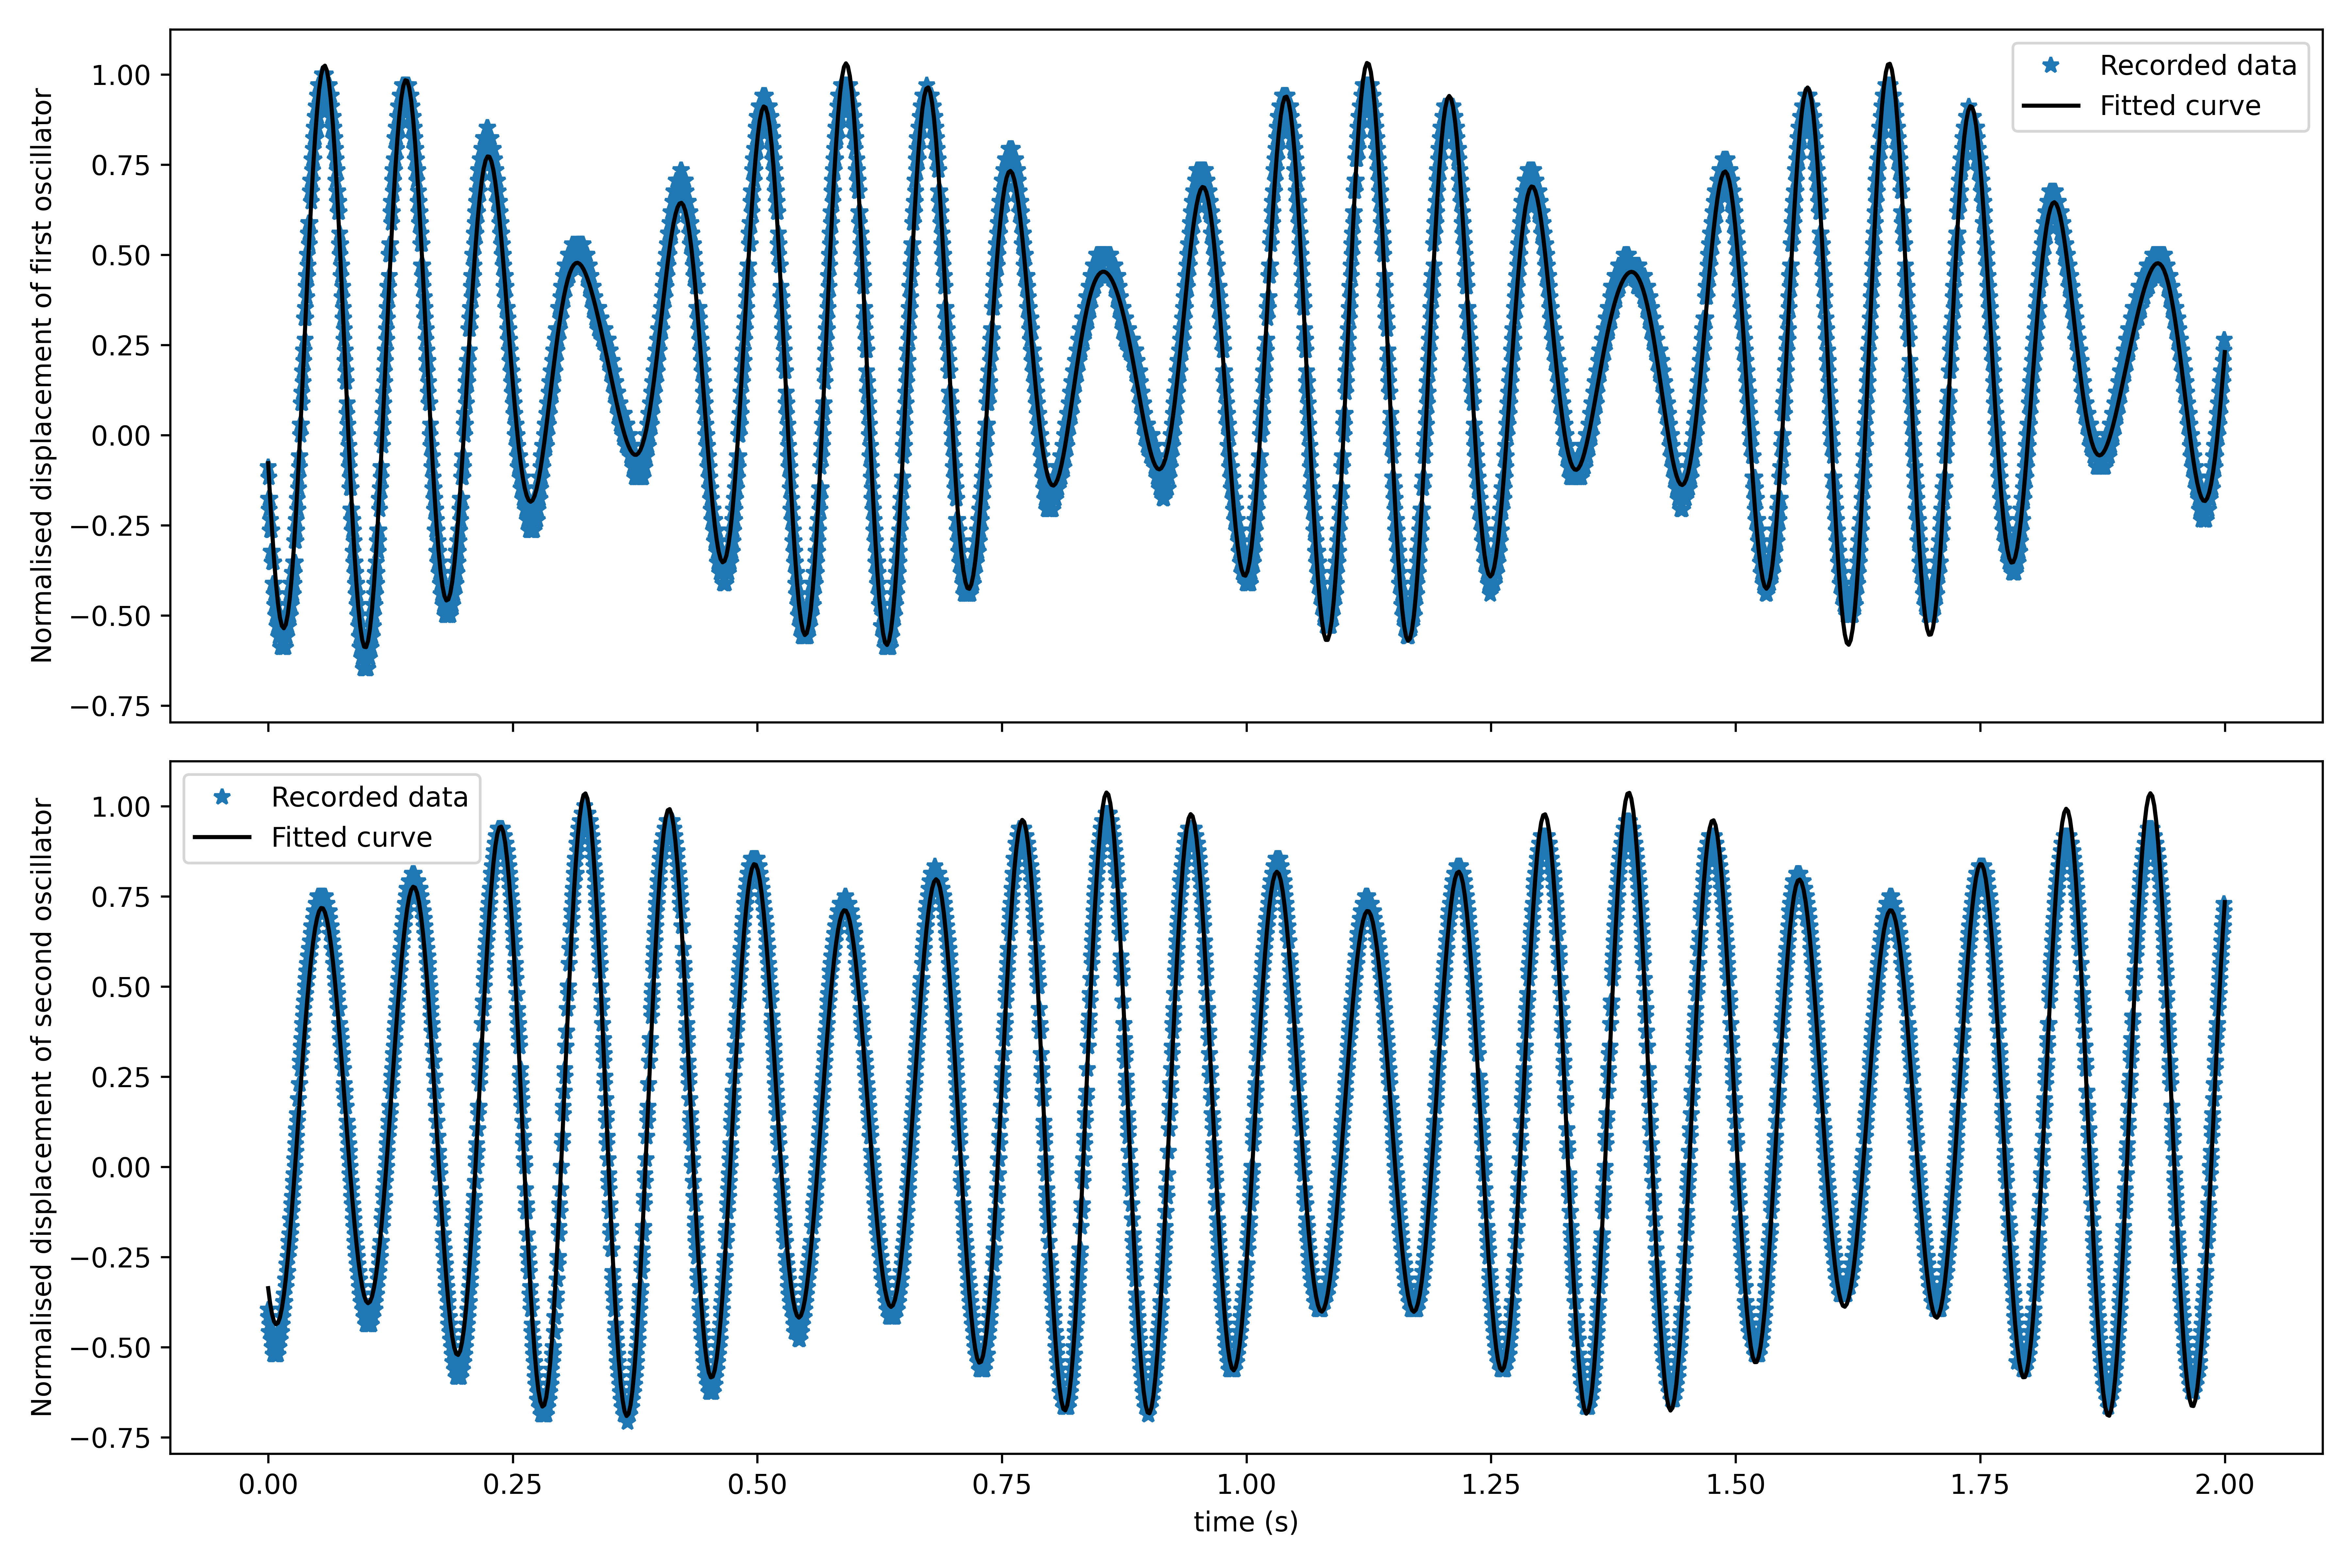 Normalised displacement of first oscillator
1.00
0.75
0.50
0.25
0.00
−0.25
−0.50
−0.75
Recorded data
Fitted curve
Normalised displacement of second oscillator
1.00
0.75
0.50
0.25
0.00
−0.25
−0.50
−0.75
Recorded data
Fitted curve
0.00 0.25 0.50 0.75 1.00 1.25 1.50 1.75 2.00
time (s)